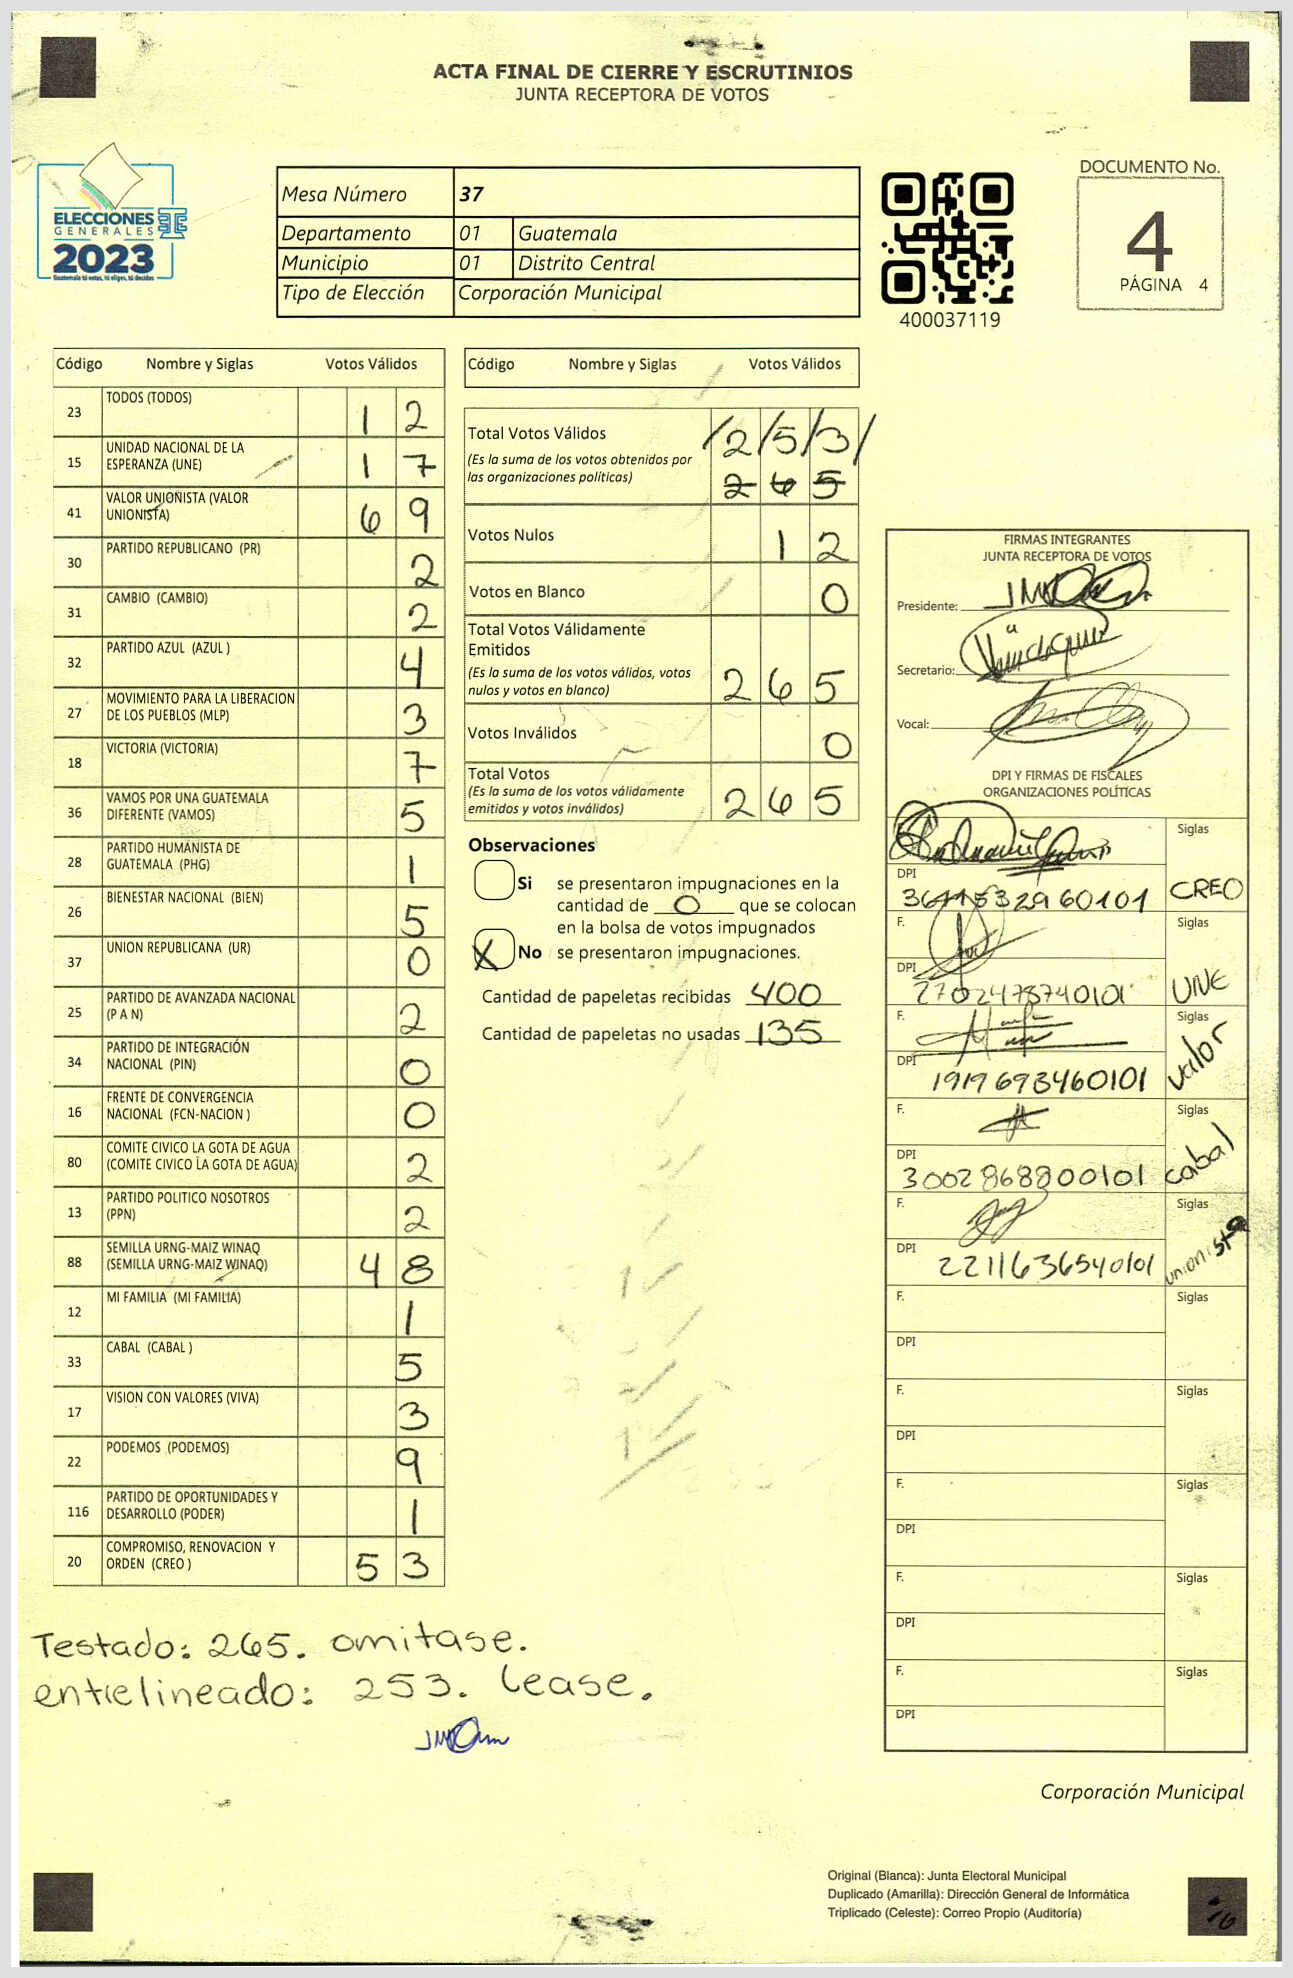 ACTA FINAL DE CIERRE Y ESCRUTINIOS
JUNTA RECEPTORA DE VOTOS
ELECCIONES
GENERALES
2023
Guatemala tú votas, tú eliges, tú decides
Mesa Número 37
Departamento 01 Guatemala
Municipio 01 Distrito Central
Tipo de Elección Corporación Municipal
400037119
DOCUMENTO No.
4
PÁGINA 4
Código Nombre y Siglas Votos Válidos
23 TODOS (TODOS) 1 2
15 UNIDAD NACIONAL DE LA
ESPERANZA (UNE) 1 7
41 VALOR UNIONISTA (VALOR
UNIONISTA) 6 9
30 PARTIDO REPUBLICANO (PR) 2
31 CAMBIO (CAMBIO) 2
32 PARTIDO AZUL (AZUL ) 4
27 MOVIMIENTO PARA LA LIBERACION
DE LOS PUEBLOS (MLP) 3
18 VICTORIA (VICTORIA) 7
36 VAMOS POR UNA GUATEMALA
DIFERENTE (VAMOS) 5
28 PARTIDO HUMANISTA DE
GUATEMALA (PHG) 1
26 BIENESTAR NACIONAL (BIEN) 5
37 UNION REPUBLICANA (UR) 0
25 PARTIDO DE AVANZADA NACIONAL
(P A N) 2
34 PARTIDO DE INTEGRACIÓN
NACIONAL (PIN) 0
16 FRENTE DE CONVERGENCIA
NACIONAL (FCN-NACION ) 0
80 COMITE CIVICO LA GOTA DE AGUA
(COMITE CIVICO LA GOTA DE AGUA) 2
13 PARTIDO POLITICO NOSOTROS
(PPN) 2
88 SEMILLA URNG-MAIZ WINAQ
(SEMILLA URNG-MAIZ WINAQ) 4 8
12 MI FAMILIA (MI FAMILIA) 1
33 CABAL (CABAL ) 5
17 VISION CON VALORES (VIVA) 3
22 PODEMOS (PODEMOS) 9
116 PARTIDO DE OPORTUNIDADES Y
DESARROLLO (PODER) 1
20 COMPROMISO, RENOVACION Y
ORDEN (CREO ) 5 3
Testado: 265. omitase.
entrelineado: 253. lease.
Código Nombre y Siglas Votos Válidos
Total Votos Válidos /2/5/3/
(Es la suma de los votos obtenidos por
las organizaciones políticas) 2 6 5
Votos Nulos 1 2
Votos en Blanco 0
Total Votos Válidamente
Emitidos
(Es la suma de los votos válidos, votos
nulos y votos en blanco) 2 6 5
Votos Inválidos 0
Total Votos
(Es la suma de los votos válidamente
emitidos y votos inválidos) 2 6 5
Observaciones
Si se presentaron impugnaciones en la
cantidad de 0 que se colocan
en la bolsa de votos impugnados
X No se presentaron impugnaciones.
Cantidad de papeletas recibidas 400
Cantidad de papeletas no usadas 135
FIRMAS INTEGRANTES
JUNTA RECEPTORA DE VOTOS
Presidente:
Secretario:
Vocal:
DPI Y FIRMAS DE FISCALES
ORGANIZACIONES POLÍTICAS
Siglas
DPI
CREO
F. Siglas
DPI
2702478740101 UNE
F. Siglas
DPI
1919693460101 valor
F. Siglas
DPI
3002868800101 cabal
F. Siglas
DPI
2211636540101 unionista
F. Siglas
DPI
F. Siglas
DPI
F. Siglas
DPI
F. Siglas
DPI
F. Siglas
DPI
Corporación Municipal
Original (Blanca): Junta Electoral Municipal
Duplicado (Amarilla): Dirección General de Informática
Triplicado (Celeste): Correo Propio (Auditoría)